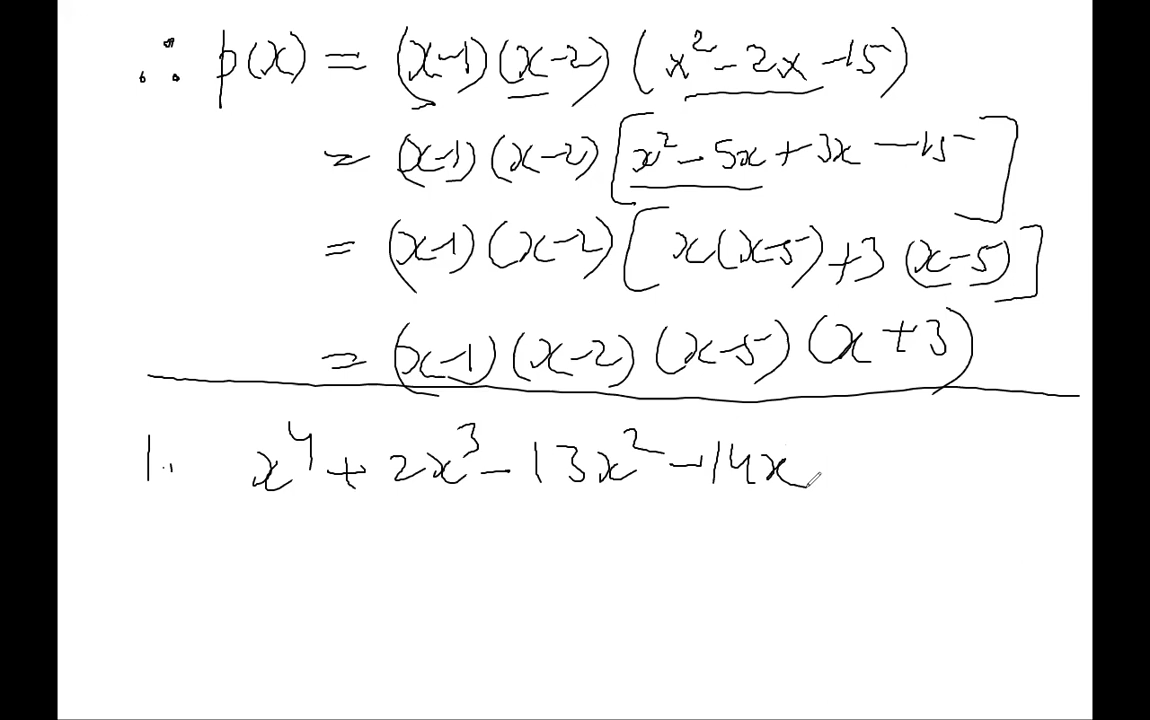 ∴ p(x) = (x-1) (x-2) (x² - 2x - 15)
= (x-1) (x-2) [x² - 5x + 3x - 15]
= (x-1) (x-2) [x(x-5) + 3 (x-5)]
= (x-1) (x-2) (x-5) (x + 3)
1. x⁴ + 2x³ - 13x² - 14x